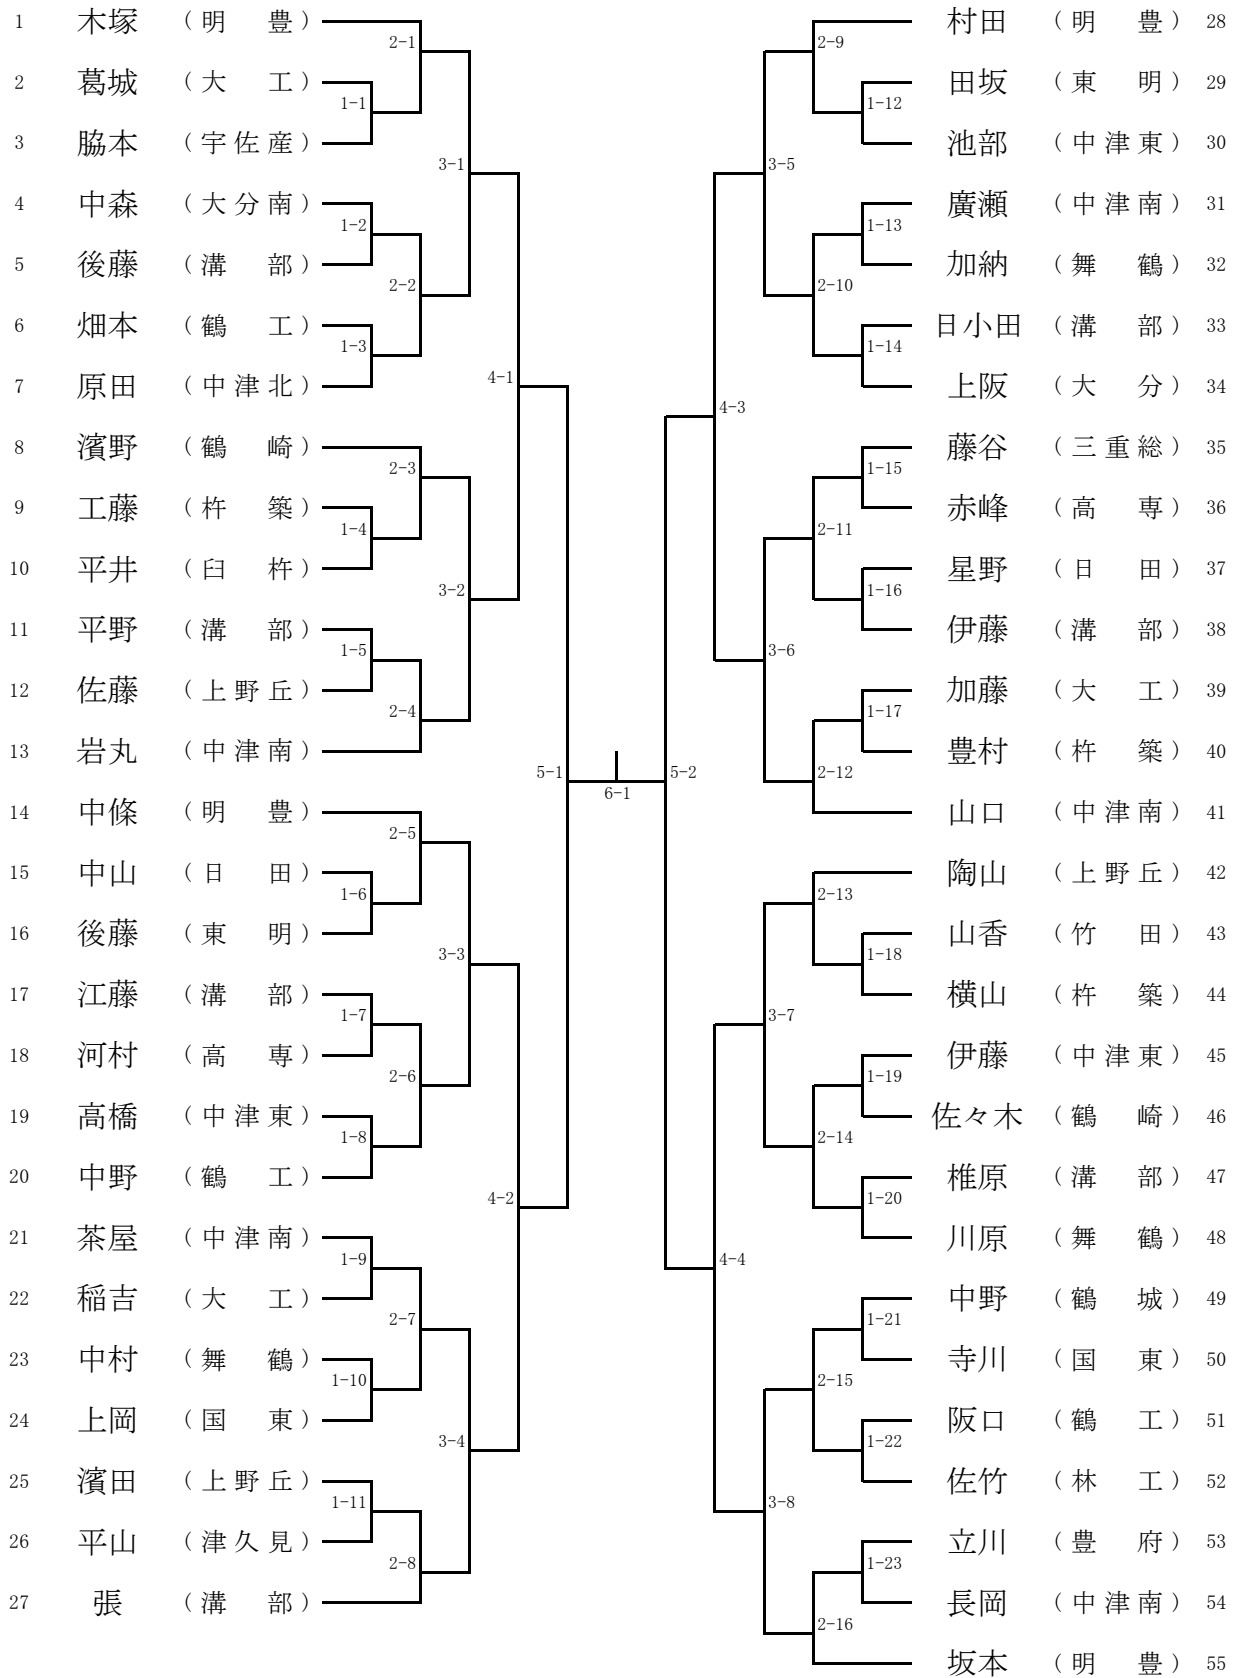 1 木塚 （明　豊）
2 葛城 （大　工）
3 脇本 （宇佐産）
4 中森 （大分南）
5 後藤 （溝　部）
6 畑本 （鶴　工）
7 原田 （中津北）
8 濱野 （鶴　崎）
9 工藤 （杵　築）
10 平井 （臼　杵）
11 平野 （溝　部）
12 佐藤 （上野丘）
13 岩丸 （中津南）
14 中條 （明　豊）
15 中山 （日　田）
16 後藤 （東　明）
17 江藤 （溝　部）
18 河村 （高　専）
19 高橋 （中津東）
20 中野 （鶴　工）
21 茶屋 （中津南）
22 稲吉 （大　工）
23 中村 （舞　鶴）
24 上岡 （国　東）
25 濱田 （上野丘）
26 平山 （津久見）
27 張 （溝　部）
1-1
1-2
1-3
1-4
1-5
1-6
1-7
1-8
1-9
1-10
1-11
2-1
2-2
2-3
2-4
2-5
2-6
2-7
2-8
3-1
3-2
3-3
3-4
4-1
4-2
5-1
6-1
5-2
4-3
4-4
3-5
3-6
3-7
3-8
2-9
2-10
2-11
2-12
2-13
2-14
2-15
2-16
1-12
1-13
1-14
1-15
1-16
1-17
1-18
1-19
1-20
1-21
1-22
1-23
村田 （明　豊） 28
田坂 （東　明） 29
池部 （中津東） 30
廣瀬 （中津南） 31
加納 （舞　鶴） 32
日小田 （溝　部） 33
上阪 （大　分） 34
藤谷 （三重総） 35
赤峰 （高　専） 36
星野 （日　田） 37
伊藤 （溝　部） 38
加藤 （大　工） 39
豊村 （杵　築） 40
山口 （中津南） 41
陶山 （上野丘） 42
山香 （竹　田） 43
横山 （杵　築） 44
伊藤 （中津東） 45
佐々木 （鶴　崎） 46
椎原 （溝　部） 47
川原 （舞　鶴） 48
中野 （鶴　城） 49
寺川 （国　東） 50
阪口 （鶴　工） 51
佐竹 （林　工） 52
立川 （豊　府） 53
長岡 （中津南） 54
坂本 （明　豊） 55